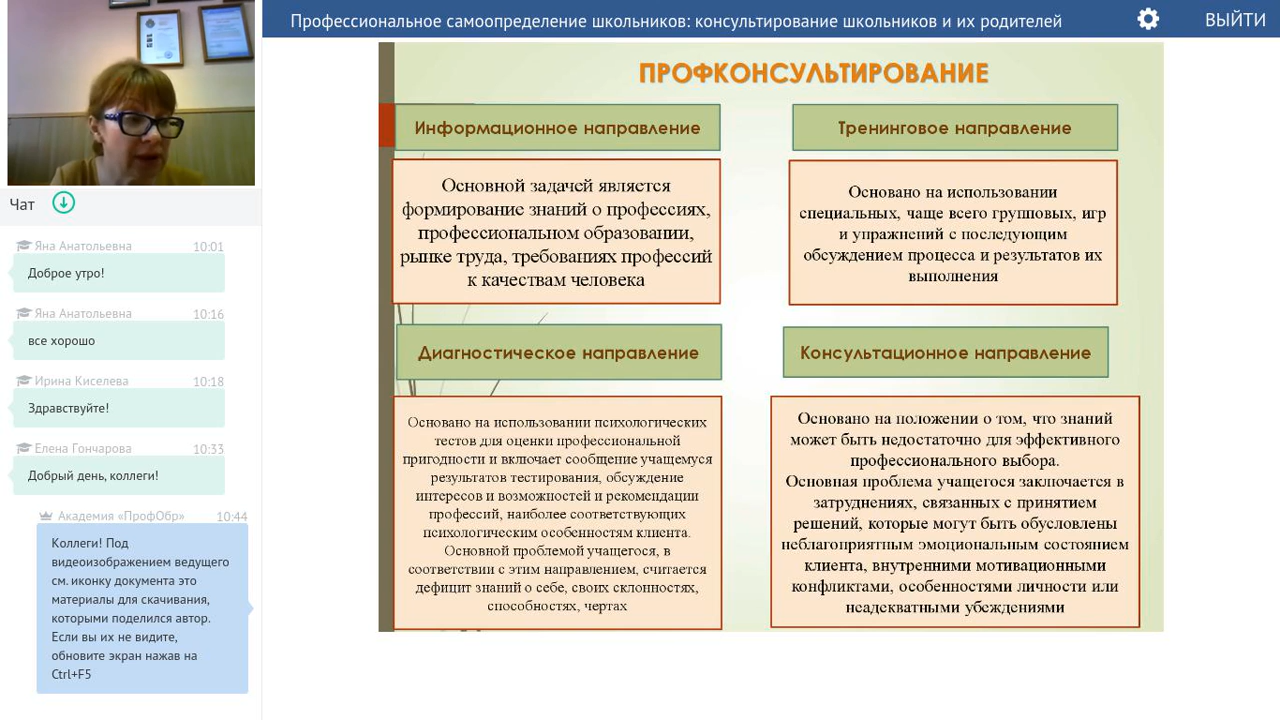 Профессиональное самоопределение школьников: консультирование школьников и их родителей
ВЫЙТИ
Чат
Яна Анатольевна 10:01
Доброе утро!
Яна Анатольевна 10:16
все хорошо
Ирина Киселева 10:18
Здравствуйте!
Елена Гончарова 10:33
Добрый день, коллеги!
Академия «ПрофОбр» 10:44
Коллеги! Под
видеоизображением ведущего
см. иконку документа это
материалы для скачивания,
которыми поделился автор.
Если вы их не видите,
обновите экран нажав на
Ctrl+F5
ПРОФКОНСУЛЬТИРОВАНИЕ
Информационное направление
Основной задачей является
формирование знаний о профессиях,
профессиональном образовании,
рынке труда, требованиях профессий
к качествам человека
Тренинговое направление
Основано на использовании
специальных, чаще всего групповых, игр
и упражнений с последующим
обсуждением процесса и результатов их
выполнения
Диагностическое направление
Основано на использовании психологических
тестов для оценки профессиональной
пригодности и включает сообщение учащемуся
результатов тестирования, обсуждение
интересов и возможностей и рекомендации
профессий, наиболее соответствующих
психологическим особенностям клиента.
Основной проблемой учащегося, в
соответствии с этим направлением, считается
дефицит знаний о себе, своих склонностях,
способностях, чертах
Консультационное направление
Основано на положении о том, что знаний
может быть недостаточно для эффективного
профессионального выбора.
Основная проблема учащегося заключается в
затруднениях, связанных с принятием
решений, которые могут быть обусловлены
неблагоприятным эмоциональным состоянием
клиента, внутренними мотивационными
конфликтами, особенностями личности или
неадекватными убеждениями